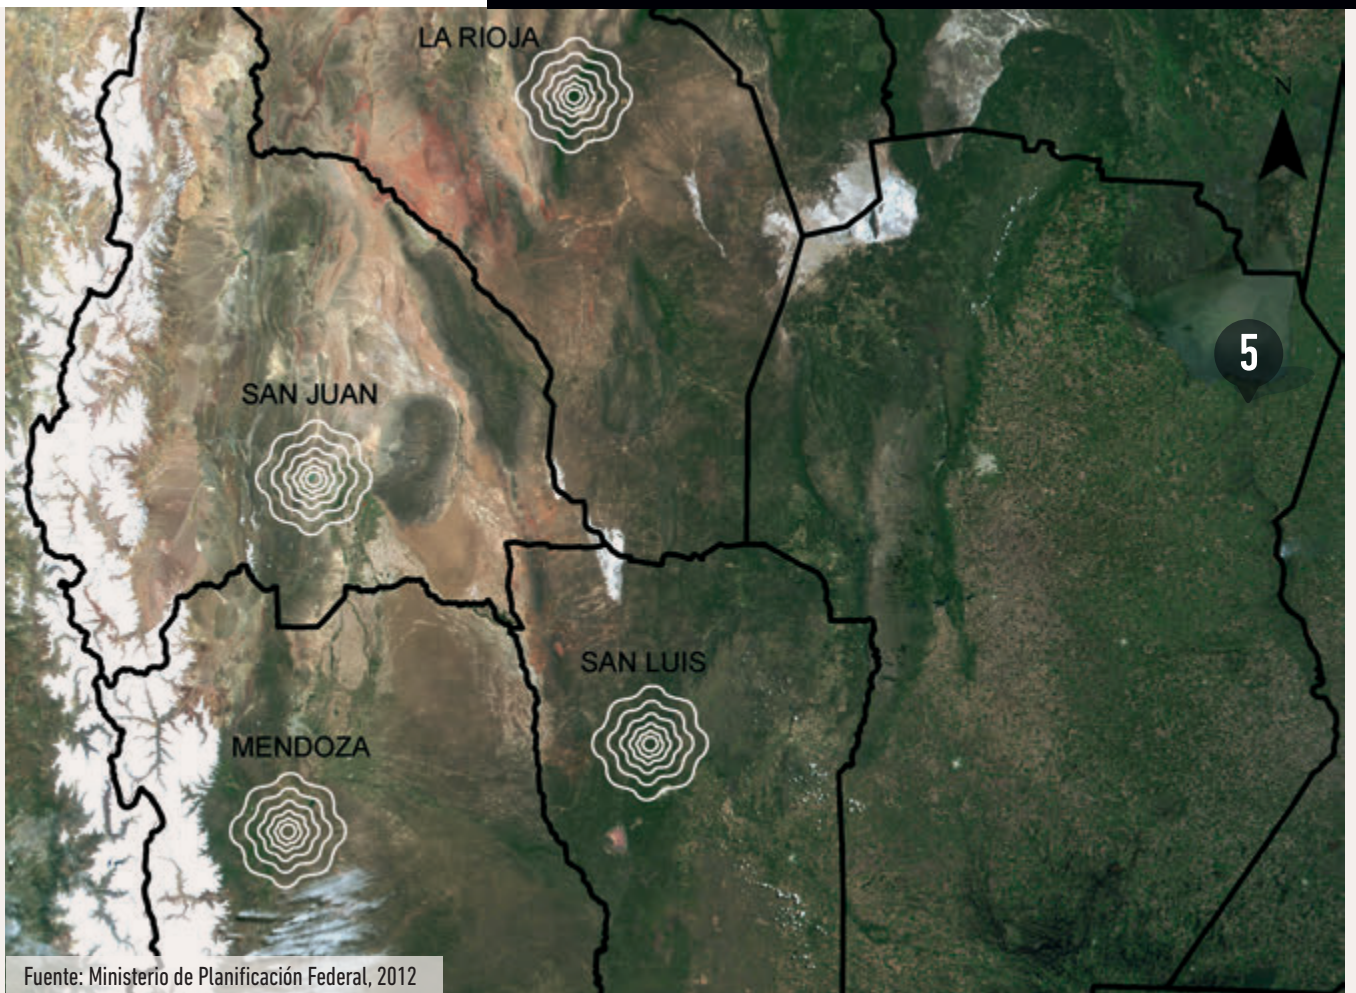 LA RIOJA
N
5
SAN JUAN
SAN LUIS
MENDOZA
Fuente: Ministerio de Planificación Federal, 2012